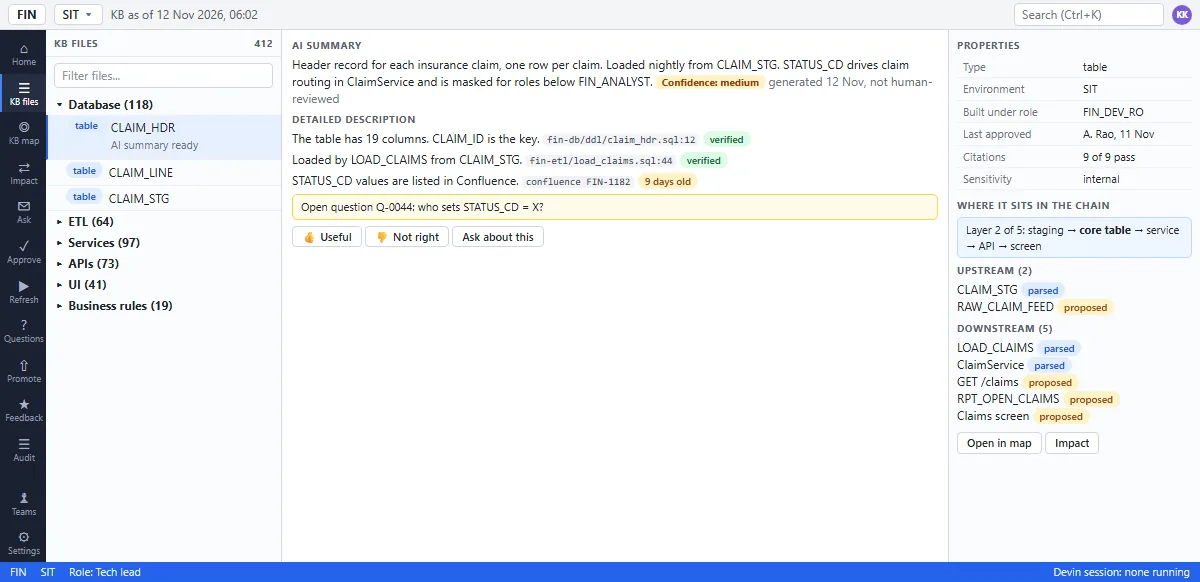 FIN SIT KB as of 12 Nov 2026, 06:02 Search (Ctrl+K) KK
Home
KB files
KB map
Impact
Ask
Approve
Refresh
Questions
Promote
Feedback
Audit
Teams
Settings
KB FILES 412
Filter files...
Database (118)
table CLAIM_HDR
AI summary ready
table CLAIM_LINE
table CLAIM_STG
ETL (64)
Services (97)
APIs (73)
UI (41)
Business rules (19)
AI SUMMARY
Header record for each insurance claim, one row per claim. Loaded nightly from CLAIM_STG. STATUS_CD drives claim
routing in ClaimService and is masked for roles below FIN_ANALYST. Confidence: medium generated 12 Nov, not human-
reviewed
DETAILED DESCRIPTION
The table has 19 columns. CLAIM_ID is the key. fin-db/ddl/claim_hdr.sql:12 verified
Loaded by LOAD_CLAIMS from CLAIM_STG. fin-etl/load_claims.sql:44 verified
STATUS_CD values are listed in Confluence. confluence FIN-1182 9 days old
Open question Q-0044: who sets STATUS_CD = X?
Useful Not right Ask about this
PROPERTIES
Type table
Environment SIT
Built under role FIN_DEV_RO
Last approved A. Rao, 11 Nov
Citations 9 of 9 pass
Sensitivity internal
WHERE IT SITS IN THE CHAIN
Layer 2 of 5: staging → core table → service
→ API → screen
UPSTREAM (2)
CLAIM_STG parsed
RAW_CLAIM_FEED proposed
DOWNSTREAM (5)
LOAD_CLAIMS parsed
ClaimService parsed
GET /claims proposed
RPT_OPEN_CLAIMS proposed
Claims screen proposed
Open in map Impact
FIN SIT Role: Tech lead Devin session: none running